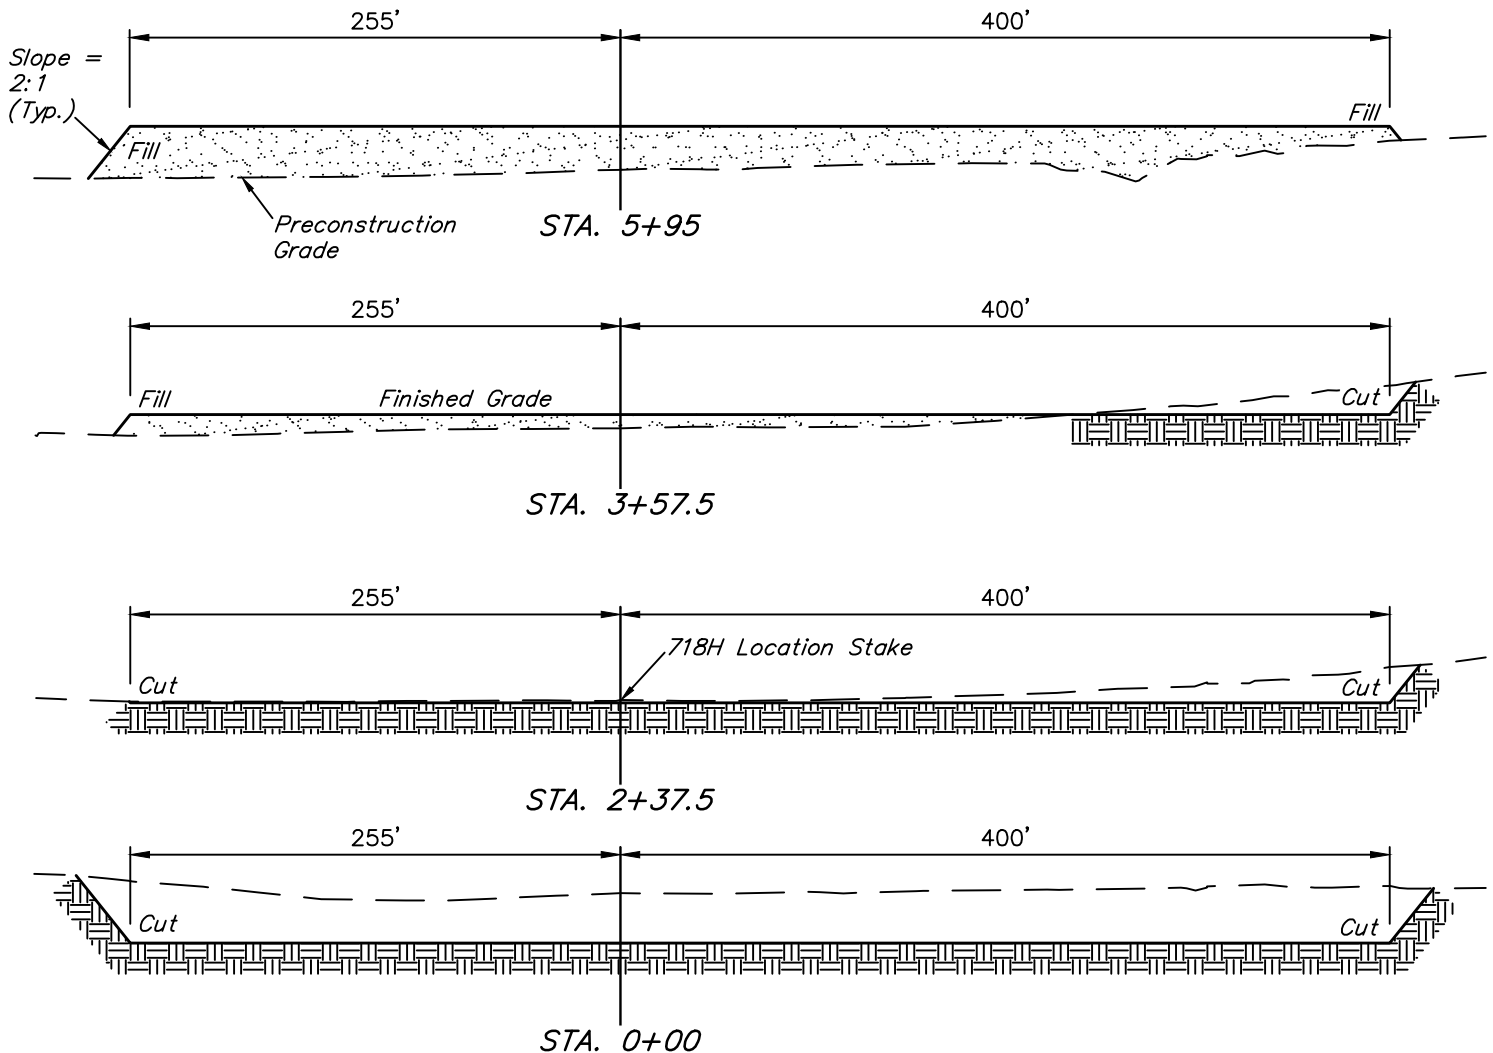 255'
400'
Slope =
2:1
(Typ.)
Fill
Fill
Preconstruction
Grade
STA. 5+95
255'
400'
Fill
Finished Grade
Cut
STA. 3+57.5
255'
400'
718H Location Stake
Cut
Cut
STA. 2+37.5
255'
400'
Cut
Cut
STA. 0+00